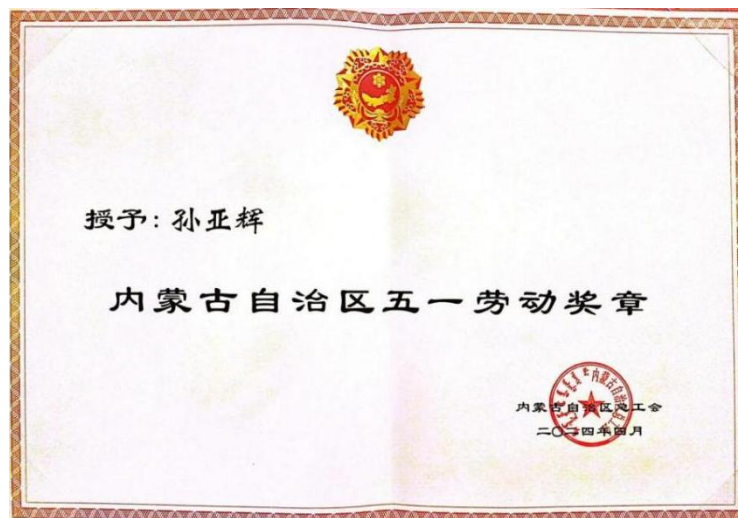 授予：孙亚辉
内蒙古自治区五一劳动奖章
内蒙古自治区总工会
二〇二四年四月